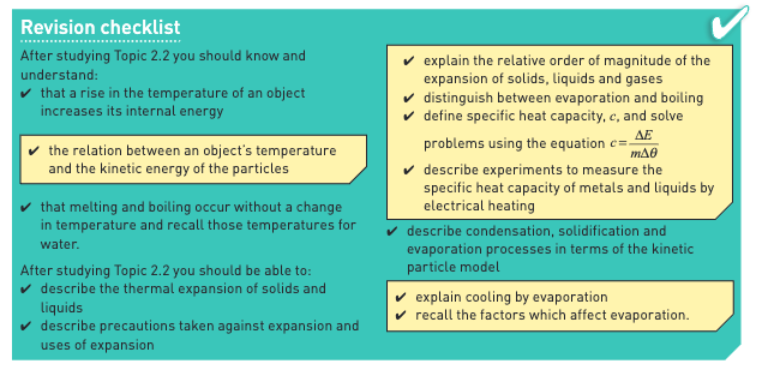 Revision checklist
After studying Topic 2.2 you should know and
understand:
✔ that a rise in the temperature of an object
increases its internal energy
✔ the relation between an object's temperature
and the kinetic energy of the particles
✔ that melting and boiling occur without a change
in temperature and recall those temperatures for
water.
After studying Topic 2.2 you should be able to:
✔ describe the thermal expansion of solids and
liquids
✔ describe precautions taken against expansion and
uses of expansion
✔ explain the relative order of magnitude of the
expansion of solids, liquids and gases
✔ distinguish between evaporation and boiling
✔ define specific heat capacity, c, and solve
problems using the equation c = ΔE / mΔθ
✔ describe experiments to measure the
specific heat capacity of metals and liquids by
electrical heating
✔ describe condensation, solidification and
evaporation processes in terms of the kinetic
particle model
✔ explain cooling by evaporation
✔ recall the factors which affect evaporation.